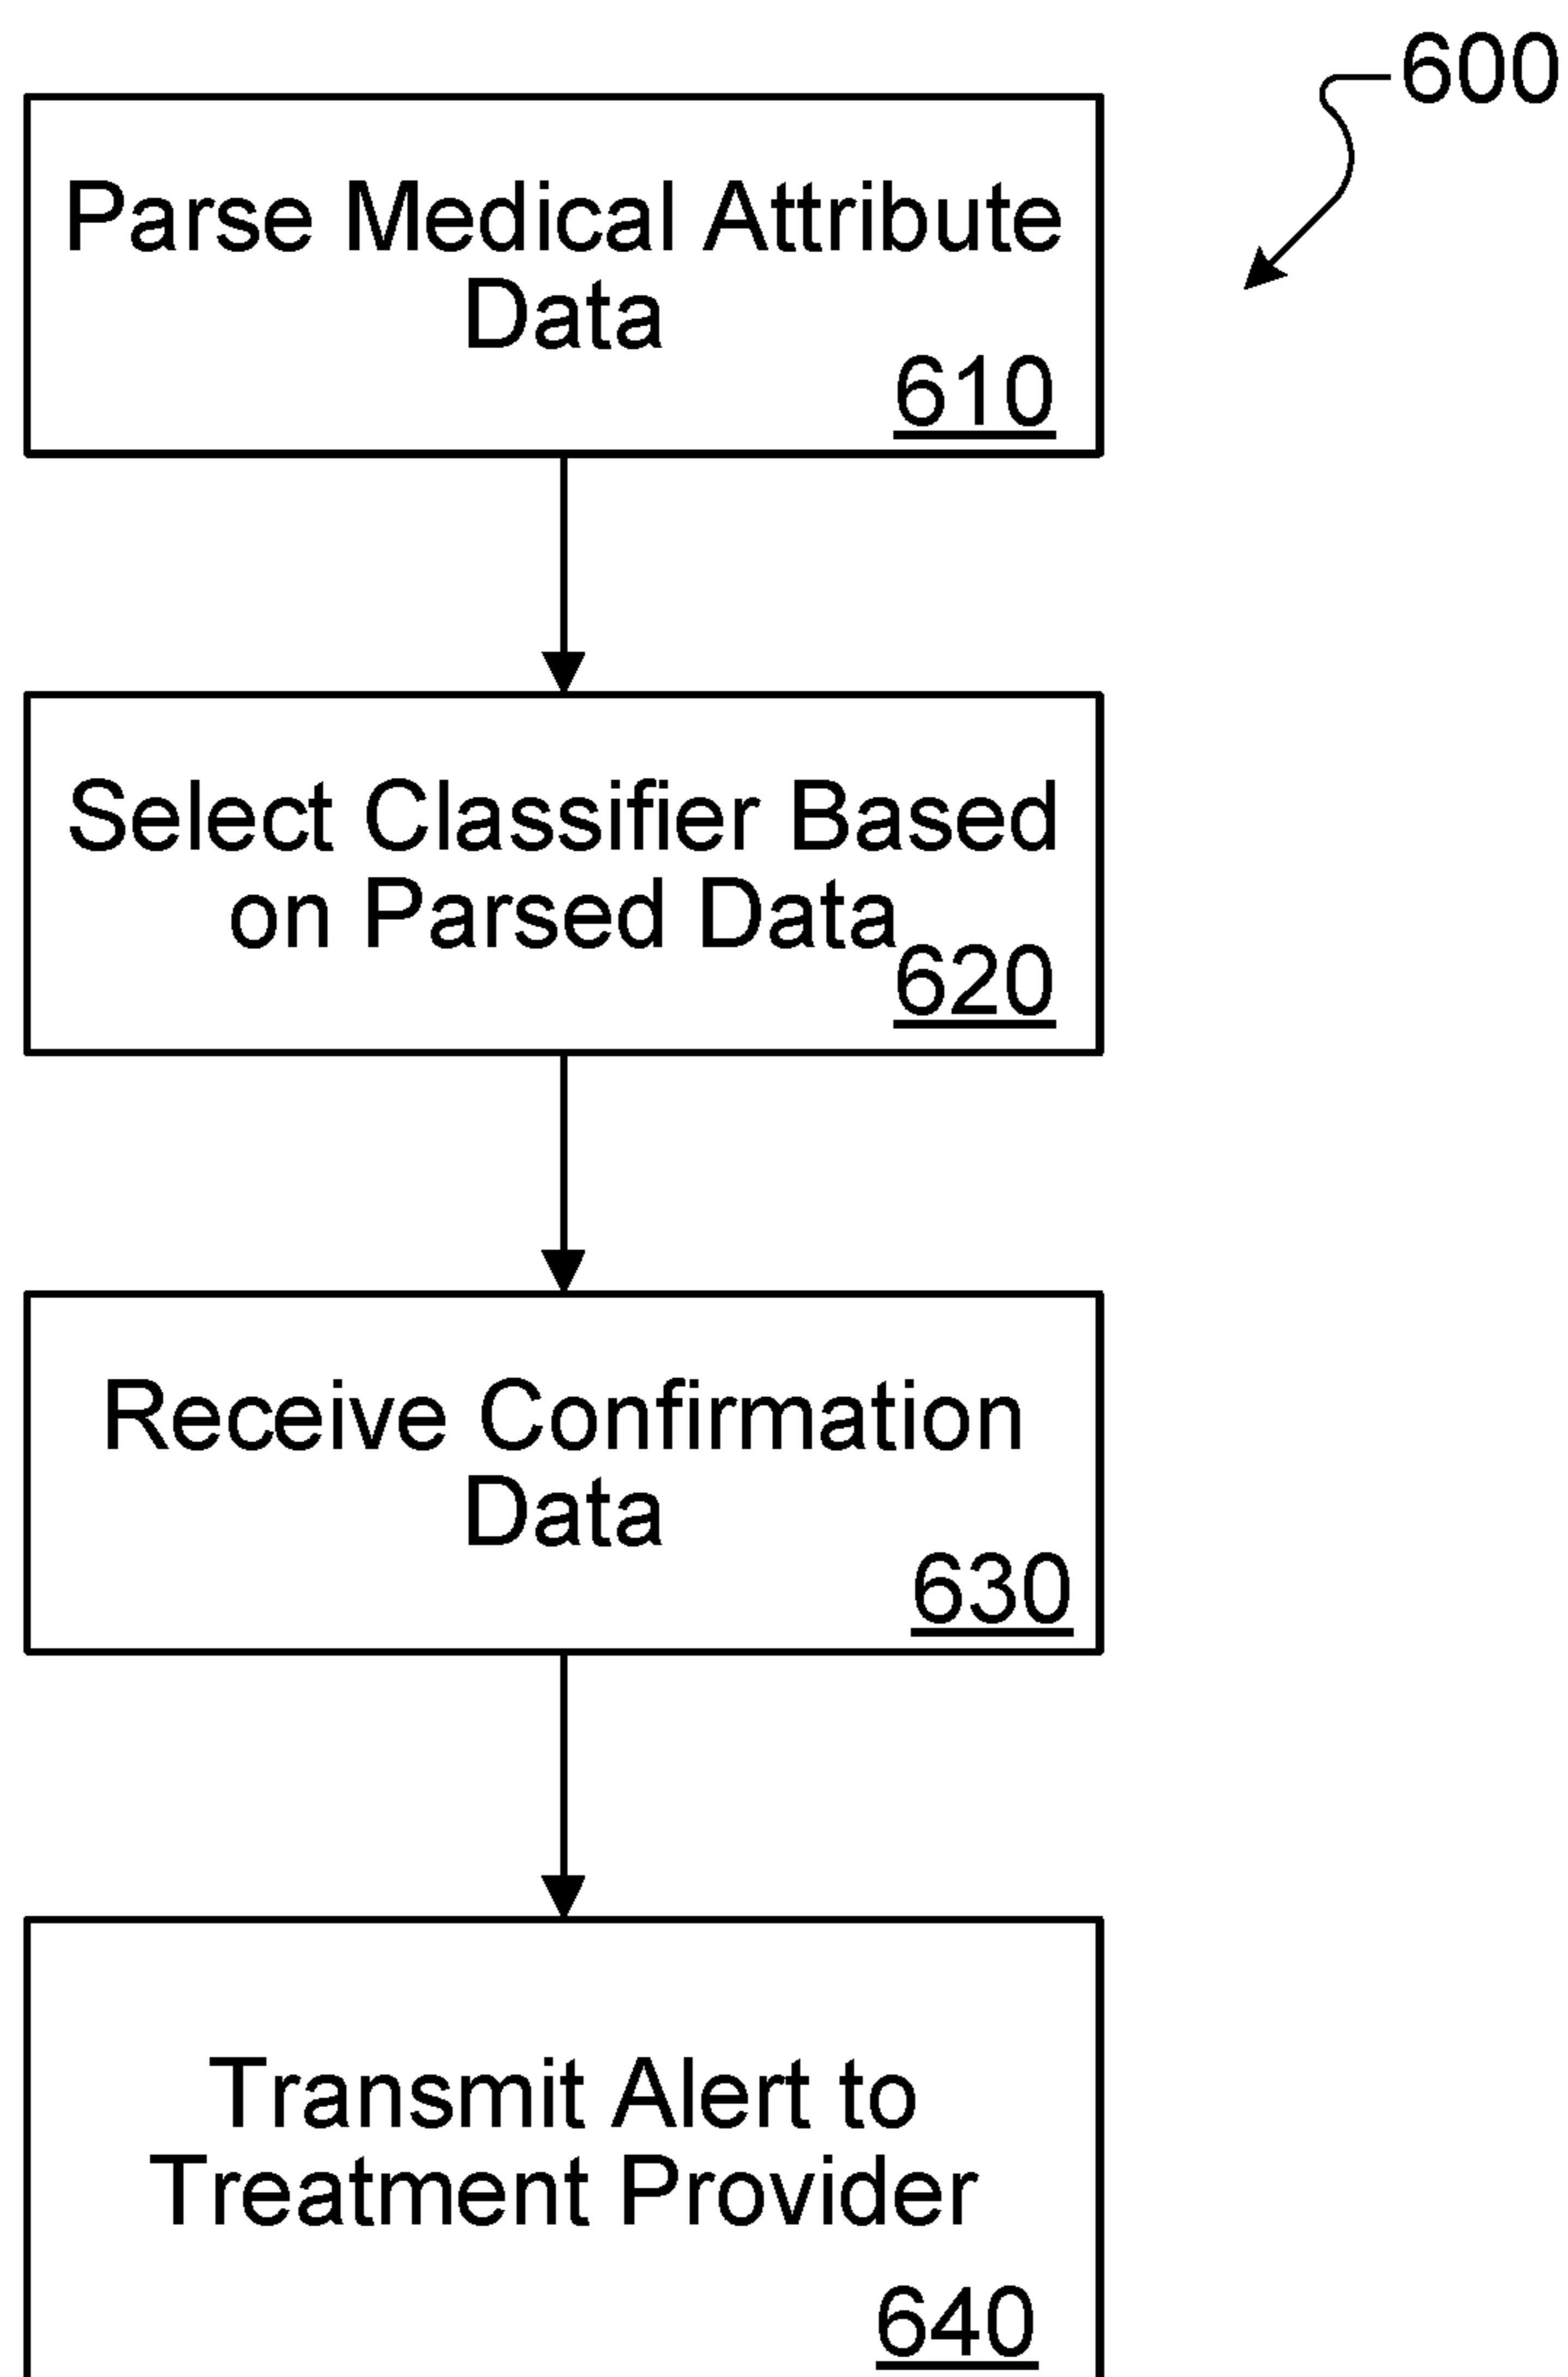 600
Parse Medical Attribute
Data
610
Select Classifier Based
on Parsed Data
620
Receive Confirmation
Data
630
Transmit Alert to
Treatment Provider
640